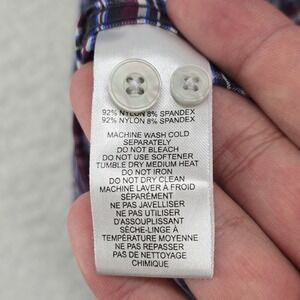 92% NYLON 8% SPANDEX
92% NYLON 8% SPANDEX
MACHINE WASH COLD
SEPARATELY
DO NOT BLEACH
DO NOT USE SOFTENER
TUMBLE DRY MEDIUM HEAT
DO NOT IRON
DO NOT DRY CLEAN
MACHINE LAVER À FROID
SÉPARÉMENT
NE PAS JAVELLISER
NE PAS UTILISER
D'ASSOUPLISSANT
SÈCHE-LINGE À
TEMPÉRATURE MOYENNE
NE PAS REPASSER
PAS DE NETTOYAGE
CHIMIQUE